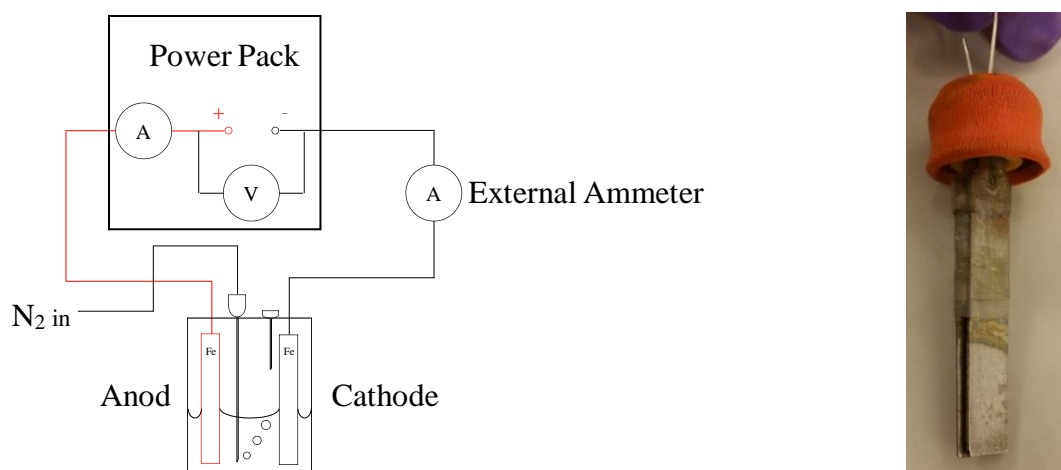 Power Pack
+ -
A
V
A External Ammeter
N₂ in
Fe Fe
Anod Cathode